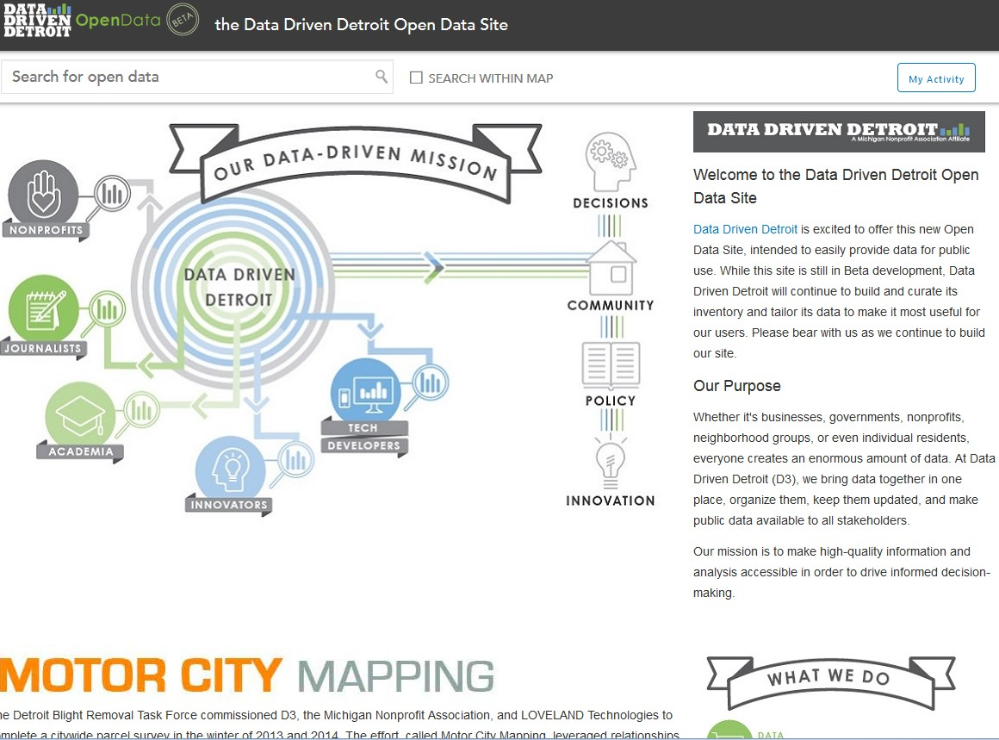 DATA
DRIVEN
DETROIT
OpenData
BETA
the Data Driven Detroit Open Data Site
Search for open data
SEARCH WITHIN MAP
My Activity
OUR DATA-DRIVEN MISSION
NONPROFITS
DATA DRIVEN
DETROIT
JOURNALISTS
ACADEMIA
TECH
DEVELOPERS
INNOVATORS
DECISIONS
COMMUNITY
POLICY
INNOVATION
DATA DRIVEN DETROIT
A Michigan Nonprofit Association Affiliate
Welcome to the Data Driven Detroit Open
Data Site
Data Driven Detroit is excited to offer this new Open
Data Site, intended to easily provide data for public
use. While this site is still in Beta development, Data
Driven Detroit will continue to build and curate its
inventory and tailor its data to make it most useful for
our users. Please bear with us as we continue to build
our site.
Our Purpose
Whether it's businesses, governments, nonprofits,
neighborhood groups, or even individual residents,
everyone creates an enormous amount of data. At Data
Driven Detroit (D3), we bring data together in one
place, organize them, keep them updated, and make
public data available to all stakeholders.
Our mission is to make high-quality information and
analysis accessible in order to drive informed decision-
making.
MOTOR CITY MAPPING
he Detroit Blight Removal Task Force commissioned D3, the Michigan Nonprofit Association, and LOVELAND Technologies to
mplete a citywide parcel survey in the winter of 2013 and 2014. The effort, called Motor City Mapping, leveraged relationships
WHAT WE DO
DATA